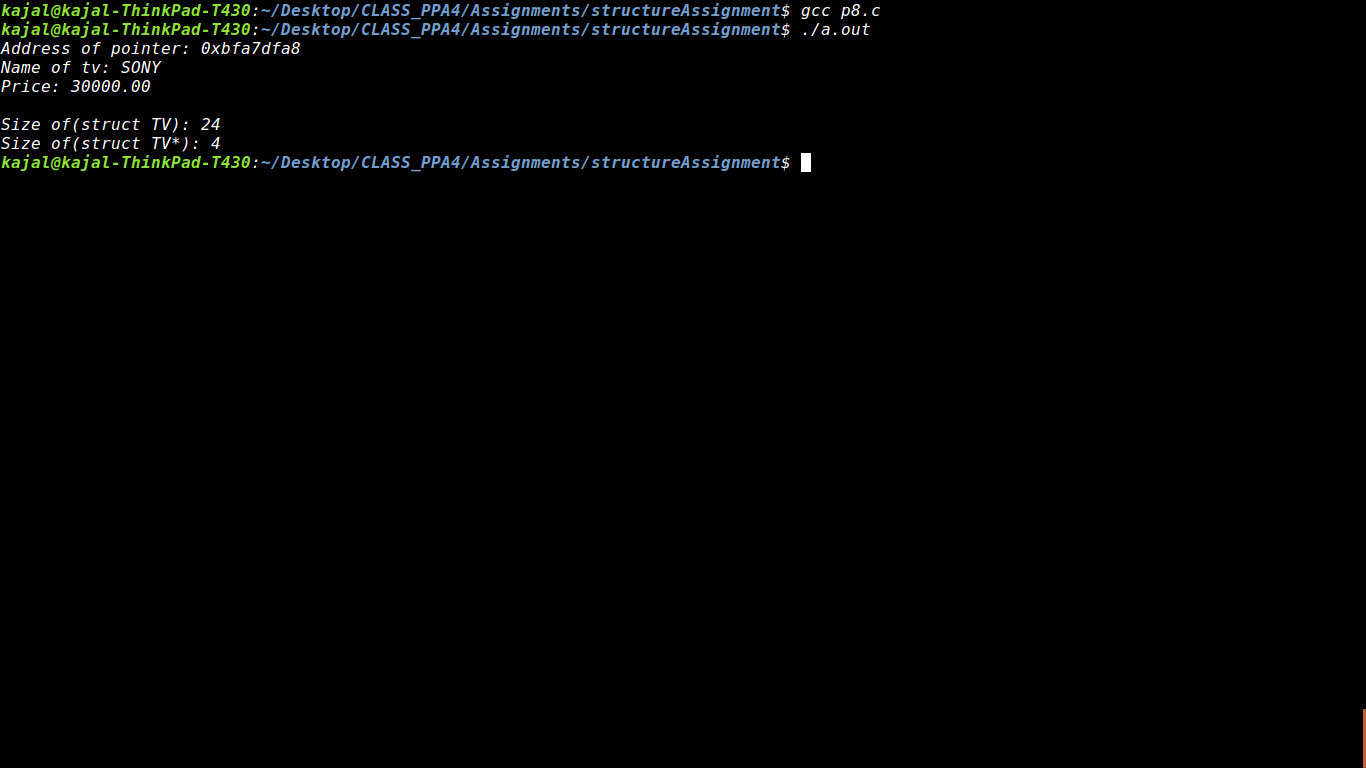 kajal@kajal-ThinkPad-T430:~/Desktop/CLASS_PPA4/Assignments/structureAssignment$ gcc p8.c
kajal@kajal-ThinkPad-T430:~/Desktop/CLASS_PPA4/Assignments/structureAssignment$ ./a.out
Address of pointer: 0xbfa7dfa8
Name of tv: SONY
Price: 30000.00
Size of(struct TV): 24
Size of(struct TV*): 4
kajal@kajal-ThinkPad-T430:~/Desktop/CLASS_PPA4/Assignments/structureAssignment$